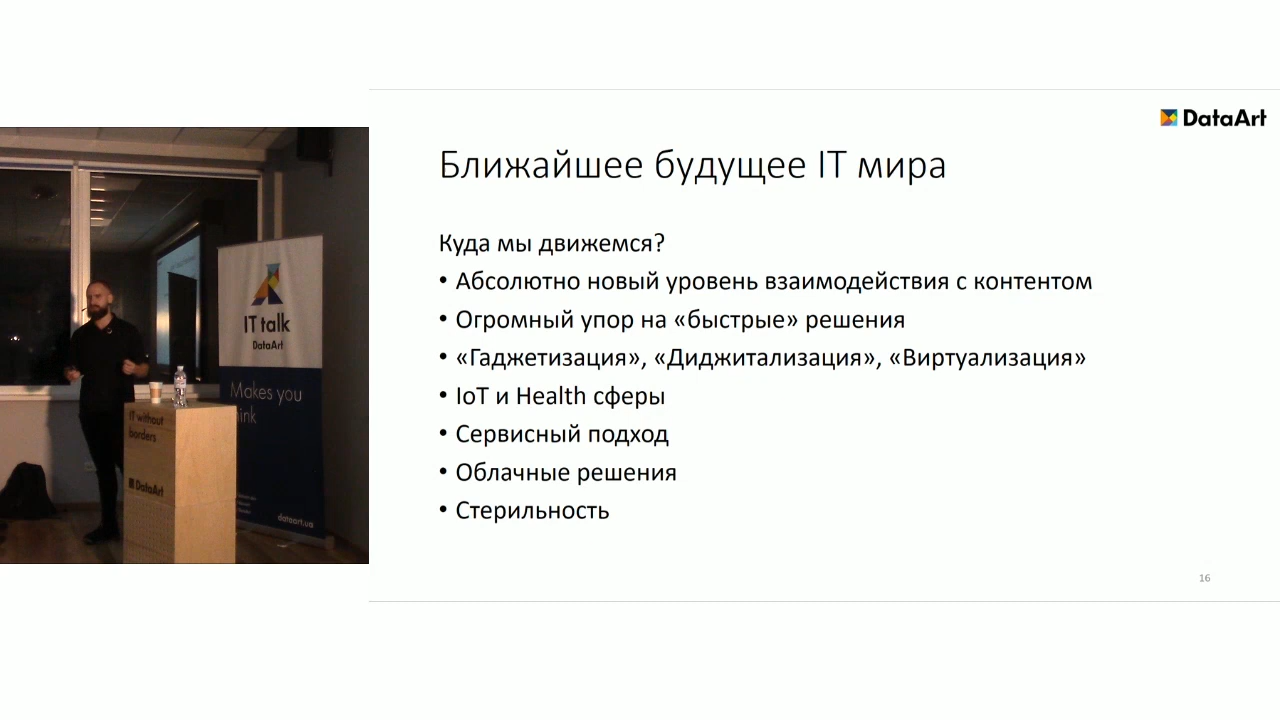 DataArt
Ближайшее будущее IT мира
Куда мы движемся?
• Абсолютно новый уровень взаимодействия с контентом
• Огромный упор на «быстрые» решения
• «Гаджетизация», «Диджитализация», «Виртуализация»
• IoT и Health сферы
• Сервисный подход
• Облачные решения
• Стерильность
16
IT talk
DataArt
Makes you
ink
dataart.ua
IT without
borders
DataArt